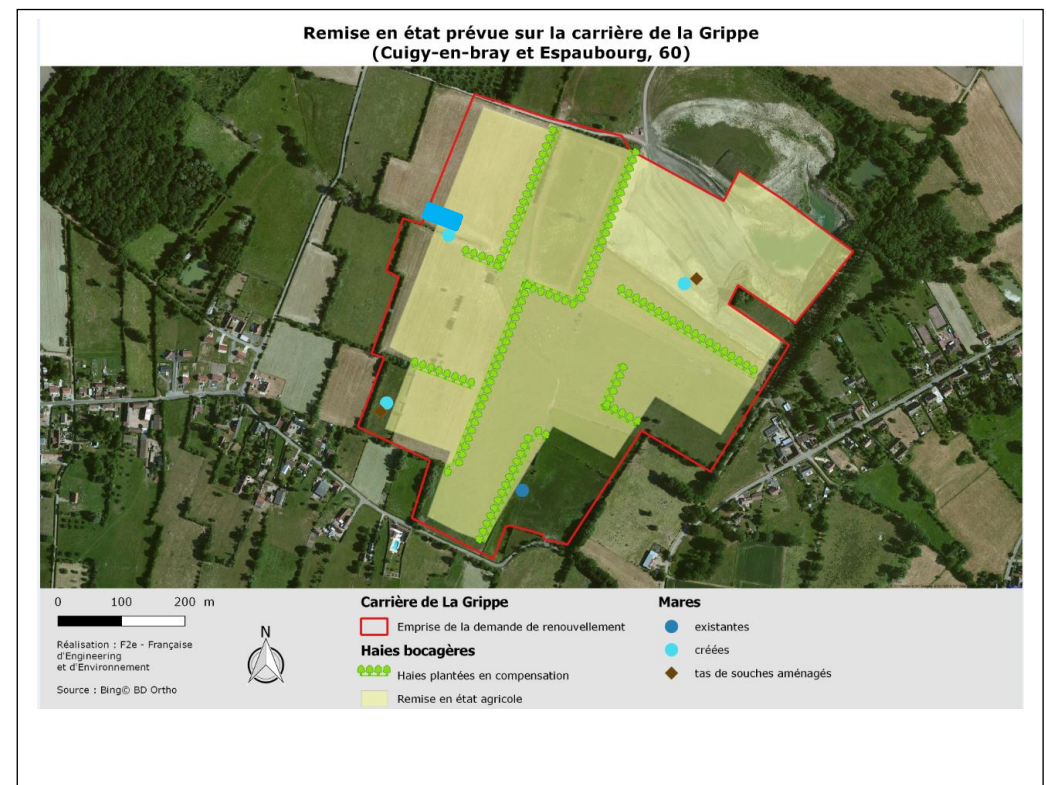 Remise en état prévue sur la carrière de la Grippe
(Cuigy-en-bray et Espaubourg, 60)
0 100 200 m
Réalisation : F2e - Française
d'Engineering
et d'Environnement
Source : Bing© BD Ortho
N
Carrière de La Grippe
Emprise de la demande de renouvellement
Haies bocagères
Haies plantées en compensation
Remise en état agricole
Mares
existantes
créées
tas de souches aménagés